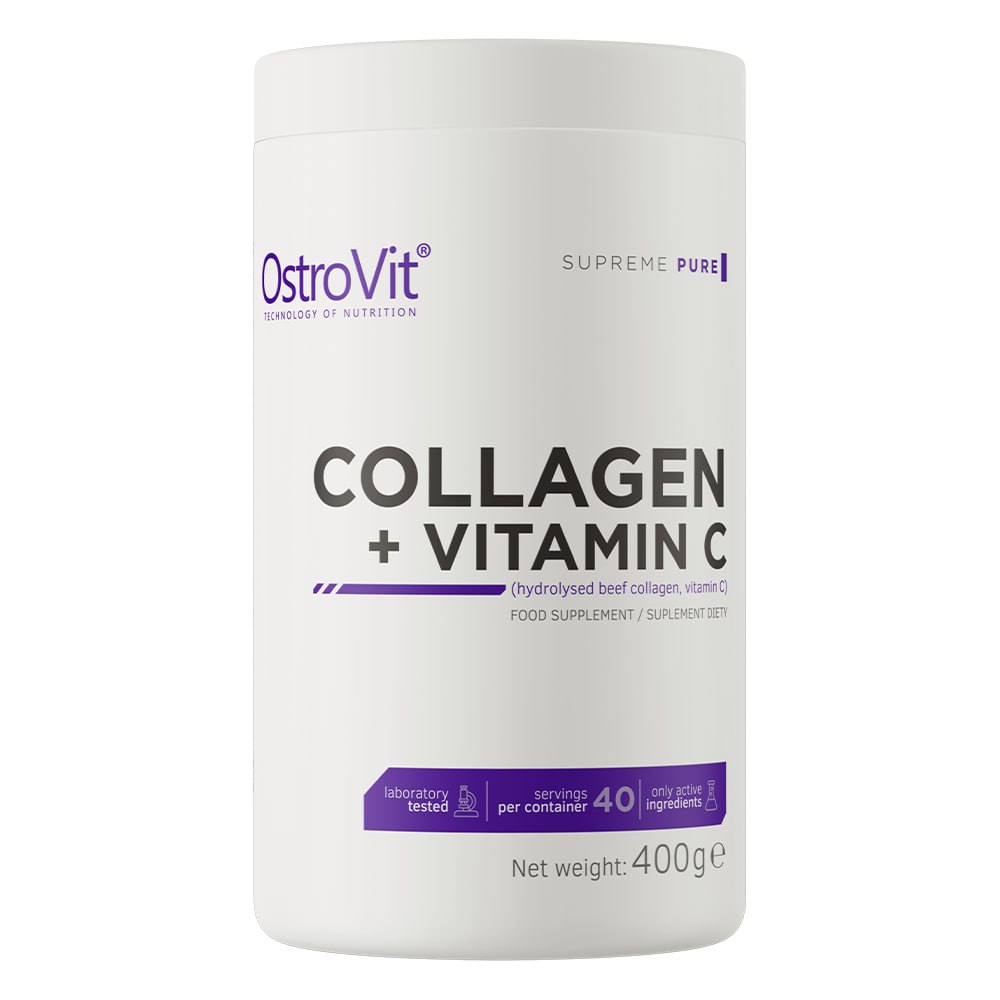 OstroVit®
TECHNOLOGY OF NUTRITION
SUPREME PURE
COLLAGEN
+ VITAMIN C
(hydrolysed beef collagen, vitamin C)
FOOD SUPPLEMENT / SUPLEMENT DIETY
laboratory
tested
servings
per container 40
only active
ingredients
Net weight: 400g℮